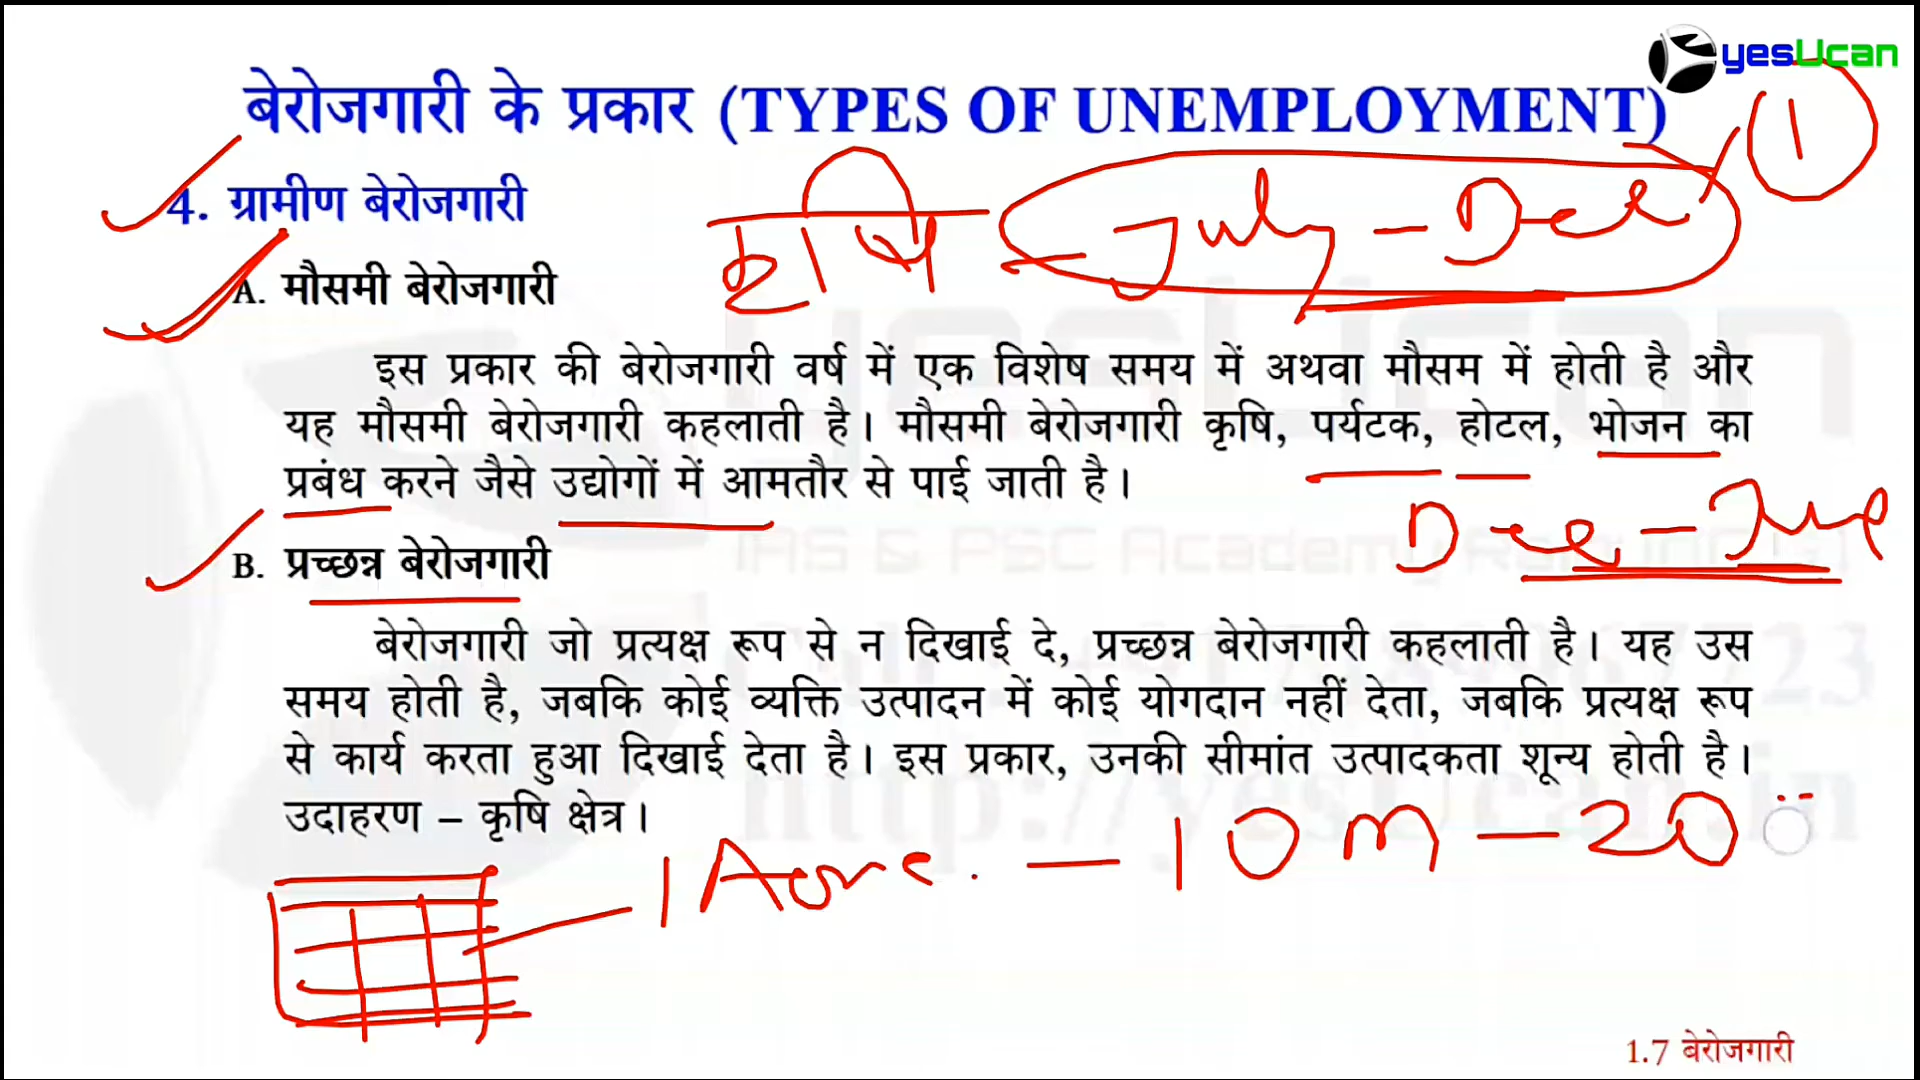 yesUcan
बेरोजगारी के प्रकार (TYPES OF UNEMPLOYMENT)
1
4. ग्रामीण बेरोजगारी
कृषि July - Dec
A. मौसमी बेरोजगारी
इस प्रकार की बेरोजगारी वर्ष में एक विशेष समय में अथवा मौसम में होती है और
यह मौसमी बेरोजगारी कहलाती है। मौसमी बेरोजगारी कृषि, पर्यटक, होटल, भोजन का
प्रबंध करने जैसे उद्योगों में आमतौर से पाई जाती है।
Dec - June
B. प्रच्छन्न बेरोजगारी
बेरोजगारी जो प्रत्यक्ष रूप से न दिखाई दे, प्रच्छन्न बेरोजगारी कहलाती है। यह उस
समय होती है, जबकि कोई व्यक्ति उत्पादन में कोई योगदान नहीं देता, जबकि प्रत्यक्ष रूप
से कार्य करता हुआ दिखाई देता है। इस प्रकार, उनकी सीमांत उत्पादकता शून्य होती है।
उदाहरण – कृषि क्षेत्र।
1 Acre. — 10 m — 20
1.7 बेरोजगारी